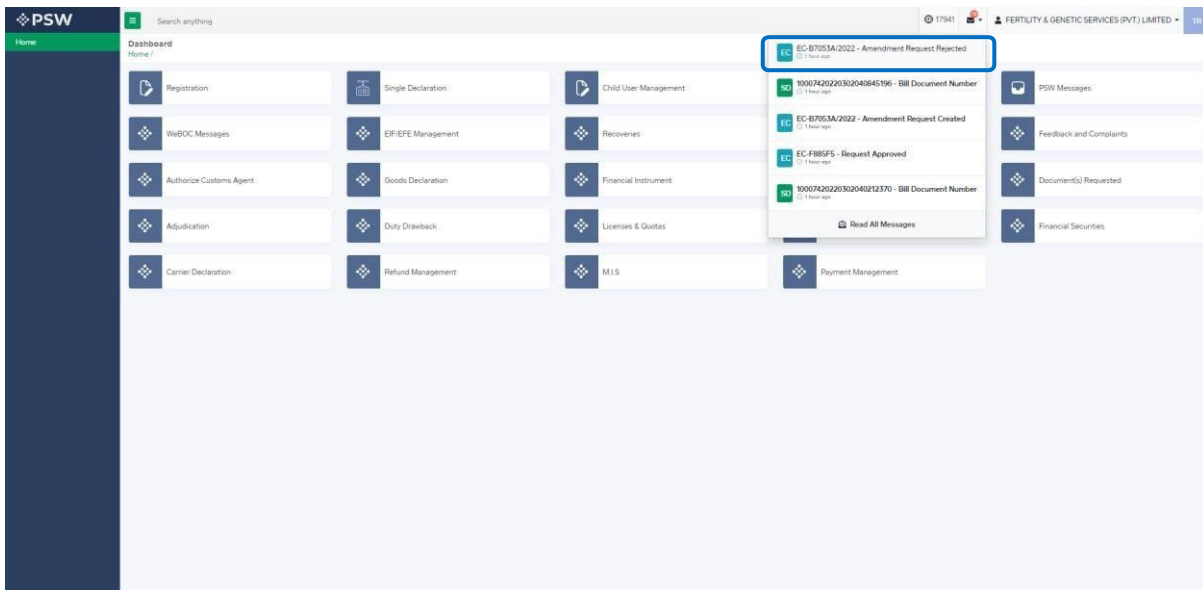 PSW
Search anything
17941
FERTILITY & GENETIC SERVICES (PVT.) LIMITED
TR
Home
Dashboard
Home /
EC
EC-B7053A/2022 - Amendment Request Rejected
1 hour ago
Registration
Single Declaration
Child User Management
SD
10007420220302040845196 - Bill Document Number
1 hour ago
PSW Messages
EC
EC-B7053A/2022 - Amendment Request Created
1 hour ago
WeBOC Messages
EIF/EFE Management
Recoveries
Feedback and Complaints
EC
EC-F885F5 - Request Approved
1 hour ago
Authorize Customs Agent
Goods Declaration
Financial Instrument
Document(s) Requested
SD
10007420220302040212370 - Bill Document Number
1 hour ago
Read All Messages
Adjudication
Duty Drawback
Licenses & Quotas
Financial Securities
Carrier Declaration
Refund Management
M.I.S
Payment Management